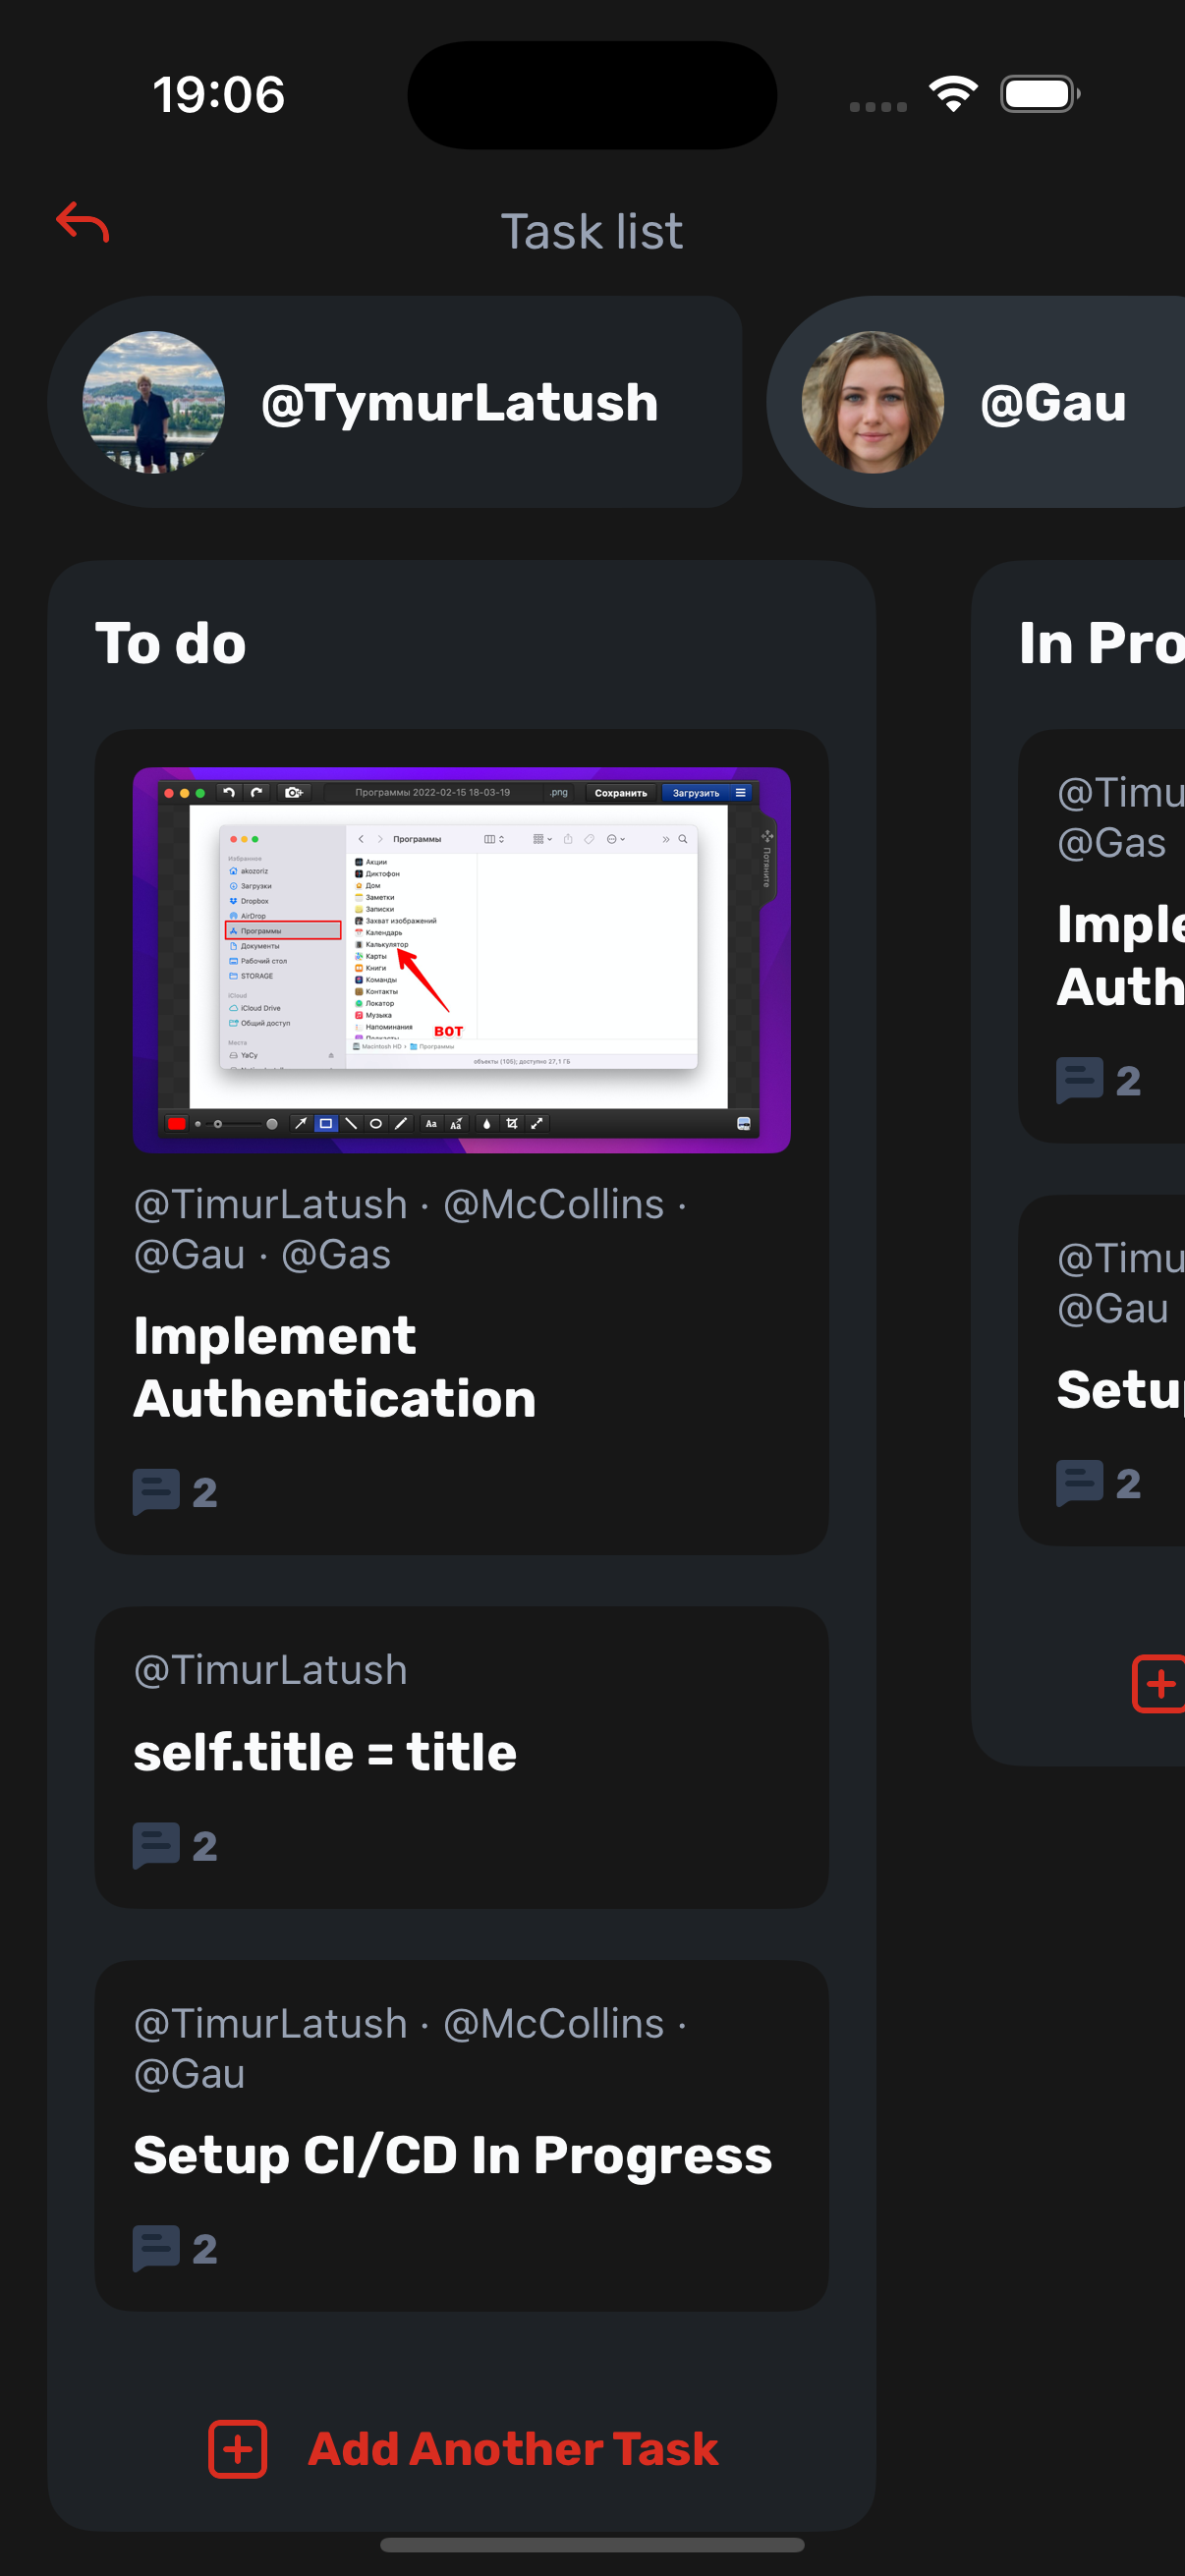 19:06
Task list
@TymurLatush
@Gau
To do
Программы 2022-02-15 18-03-19
.png
Сохранить
Загрузить
Потяните
Программы
Избранное
akozoriz
Загрузки
Dropbox
AirDrop
Программы
Документы
Рабочий стол
STORAGE
iCloud
iCloud Drive
Общий доступ
Места
YaCy
Акции
Диктофон
Дом
Заметки
Записки
Захват изображений
Календарь
Калькулятор
Карты
Книги
Команды
Контакты
Локатор
Музыка
Напоминания
Подкасты
вот
Macintosh HD › Программы
объекты (105); доступно 27,1 ГБ
Aa
Aa
@TimurLatush · @McCollins ·
@Gau · @Gas
Implement
Authentication
2
@TimurLatush
self.title = title
2
@TimurLatush · @McCollins ·
@Gau
Setup CI/CD In Progress
2
Add Another Task
In Pro
@Timu
@Gas
Imple
Auth
2
@Timu
@Gau
Setu
2